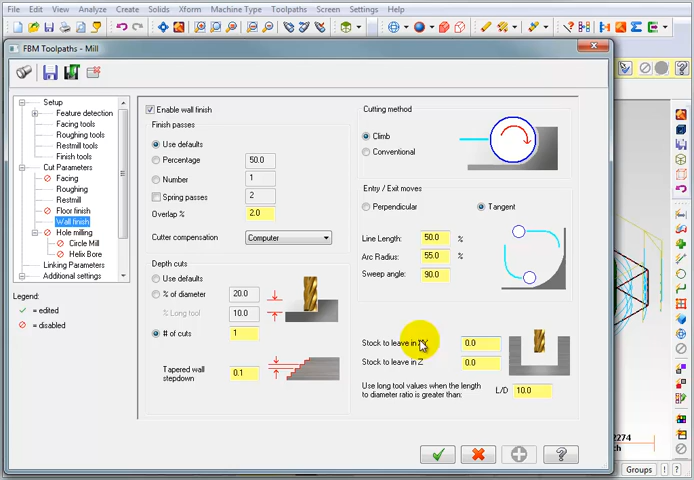 File Edit View Analyze Create Solids Xform Machine Type Toolpaths Screen Settings Help
FBM Toolpaths - Mill
Setup
Feature detection
Facing tools
Roughing tools
Restmill tools
Finish tools
Cut Parameters
Facing
Roughing
Restmill
Floor finish
Wall finish
Hole milling
Circle Mill
Helix Bore
Linking Parameters
Additional settings
Legend:
= edited
= disabled
Enable wall finish
Finish passes
Use defaults
Percentage 50.0
Number 1
Spring passes 2
Overlap % 2.0
Cutter compensation Computer
Depth cuts
Use defaults
% of diameter 20.0
% Long tool 10.0
# of cuts 1
Tapered wall
stepdown 0.1
Cutting method
Climb
Conventional
Entry / Exit moves
Perpendicular Tangent
Line Length: 50.0 %
Arc Radius: 55.0 %
Sweep angle: 90.0
Stock to leave in XY 0.0
Stock to leave in Z 0.0
Use long tool values when the length
to diameter ratio is greater than: L/D 10.0
2274
Groups ! ?